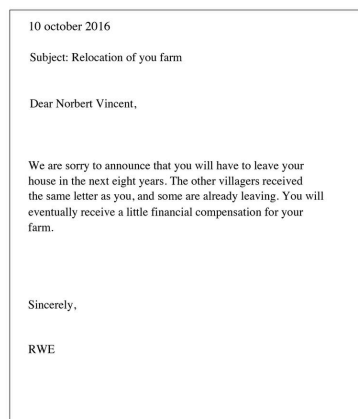 10 october 2016
Subject: Relocation of you farm
Dear Norbert Vincent,
We are sorry to announce that you will have to leave your
house in the next eight years. The other villagers received
the same letter as you, and some are already leaving. You will
eventually receive a little financial compensation for your
farm.
Sincerely,
RWE